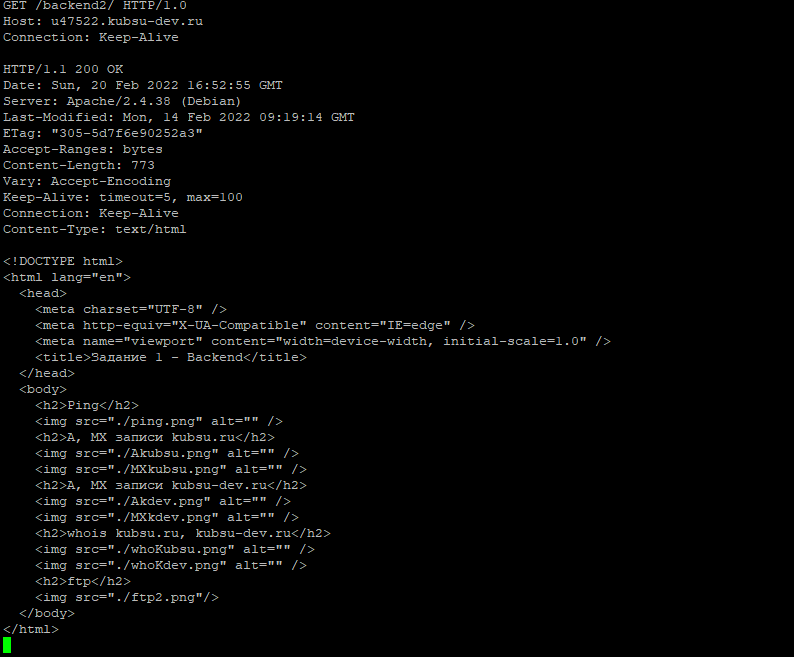 GET /backend2/ HTTP/1.0
Host: u47522.kubsu-dev.ru
Connection: Keep-Alive

HTTP/1.1 200 OK
Date: Sun, 20 Feb 2022 16:52:55 GMT
Server: Apache/2.4.38 (Debian)
Last-Modified: Mon, 14 Feb 2022 09:19:14 GMT
ETag: "305-5d7f6e90252a3"
Accept-Ranges: bytes
Content-Length: 773
Vary: Accept-Encoding
Keep-Alive: timeout=5, max=100
Connection: Keep-Alive
Content-Type: text/html

<!DOCTYPE html>
<html lang="en">
  <head>
    <meta charset="UTF-8" />
    <meta http-equiv="X-UA-Compatible" content="IE=edge" />
    <meta name="viewport" content="width=device-width, initial-scale=1.0" />
    <title>Задание 1 - Backend</title>
  </head>
  <body>
    <h2>Ping</h2>
    <img src="./ping.png" alt="" />
    <h2>A, MX записи kubsu.ru</h2>
    <img src="./Akubsu.png" alt="" />
    <img src="./MXkubsu.png" alt="" />
    <h2>A, MX записи kubsu-dev.ru</h2>
    <img src="./Akdev.png" alt="" />
    <img src="./MXkdev.png" alt="" />
    <h2>whois kubsu.ru, kubsu-dev.ru</h2>
    <img src="./whoKubsu.png" alt="" />
    <img src="./whoKdev.png" alt="" />
    <h2>ftp</h2>
    <img src="./ftp2.png"/>
  </body>
</html>